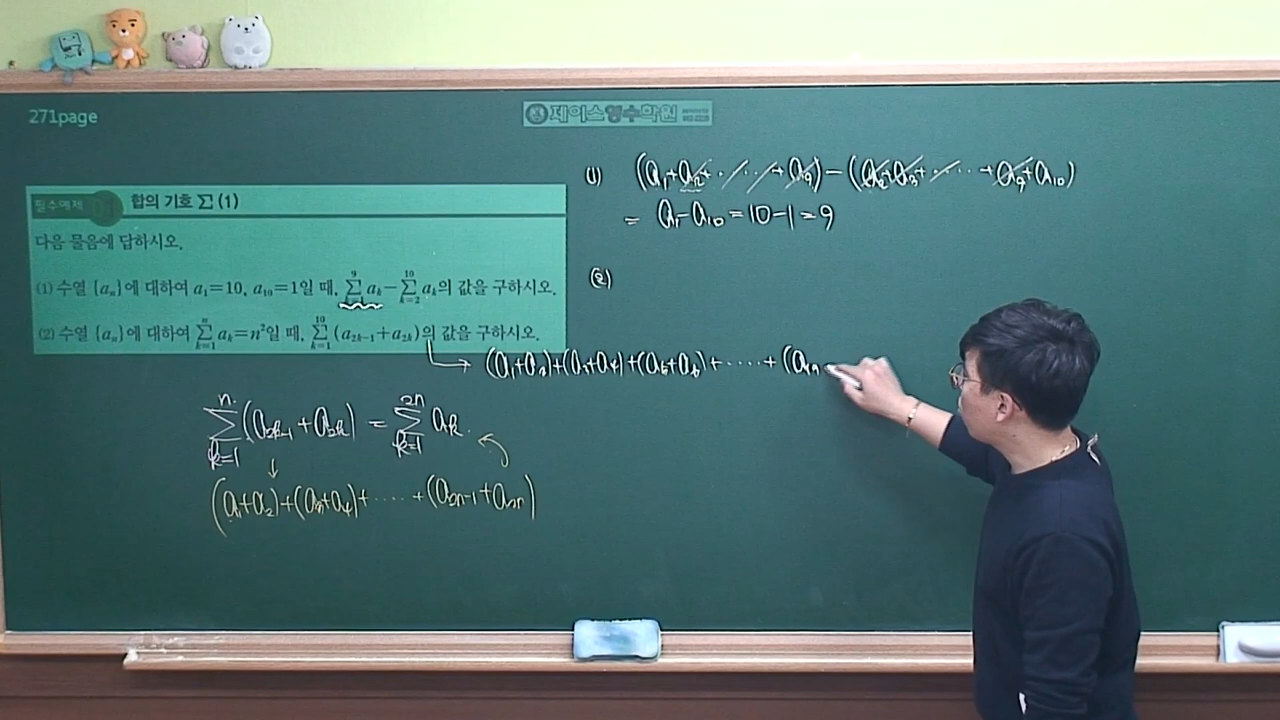 271page
제이스영수학원
필수예제 합의 기호 Σ (1)
다음 물음에 답하시오.
(1) 수열 {aₙ}에 대하여 a₁=10, a₁₀=1일 때, Σ_{k=1}^{9} aₖ − Σ_{k=2}^{10} aₖ의 값을 구하시오.
(2) 수열 {aₙ}에 대하여 Σ_{k=1}^{n} aₖ=n²일 때, Σ_{k=1}^{10} (a₂ₖ₋₁+a₂ₖ)의 값을 구하시오.
(1) (a₁+a₂+·····+a₉)−(a₂+a₃+·····+a₉+a₁₀)
= a₁−a₁₀=10−1=9
(2)
→ (a₁+a₂)+(a₃+a₄)+(a₅+a₆)+·····+(a₁₉
Σ_{k=1}^{n} (a₂ₖ₋₁+a₂ₖ) = Σ_{k=1}^{2n} aₖ.
(a₁+a₂)+(a₃+a₄)+·····+(a₂ₙ₋₁+a₂ₙ)